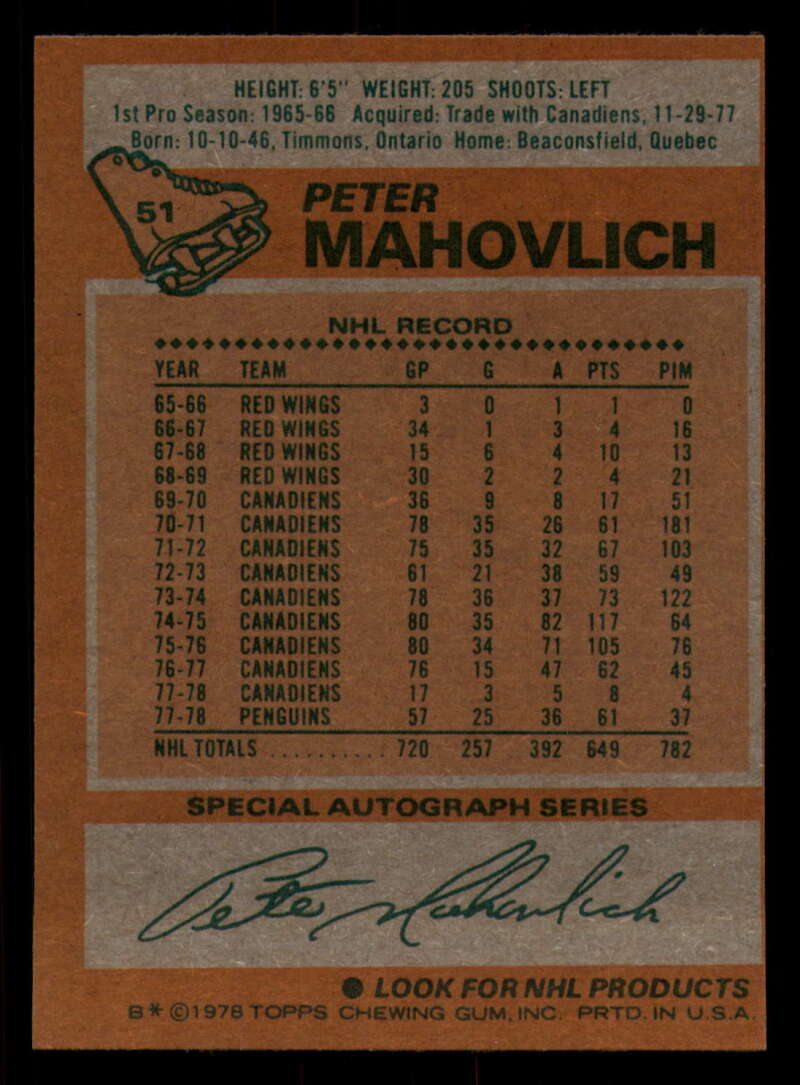 HEIGHT: 6'5" WEIGHT: 205 SHOOTS: LEFT
1st Pro Season: 1965-66 Acquired: Trade with Canadiens, 11-29-77
Born: 10-10-46, Timmons, Ontario Home: Beaconsfield, Quebec
51
PETER
MAHOVLICH
NHL RECORD
YEAR TEAM GP G A PTS PIM
65-66 RED WINGS 3 0 1 1 0
66-67 RED WINGS 34 1 3 4 16
67-68 RED WINGS 15 6 4 10 13
68-69 RED WINGS 30 2 2 4 21
69-70 CANADIENS 36 9 8 17 51
70-71 CANADIENS 78 35 26 61 181
71-72 CANADIENS 75 35 32 67 103
72-73 CANADIENS 61 21 38 59 49
73-74 CANADIENS 78 36 37 73 122
74-75 CANADIENS 80 35 82 117 64
75-76 CANADIENS 80 34 71 105 76
76-77 CANADIENS 76 15 47 62 45
77-78 CANADIENS 17 3 5 8 4
77-78 PENGUINS 57 25 36 61 37
NHL TOTALS .......... 720 257 392 649 782
SPECIAL AUTOGRAPH SERIES
Pete Mahovlich
● LOOK FOR NHL PRODUCTS
B* ©1978 TOPPS CHEWING GUM, INC. PRTD. IN U.S.A.